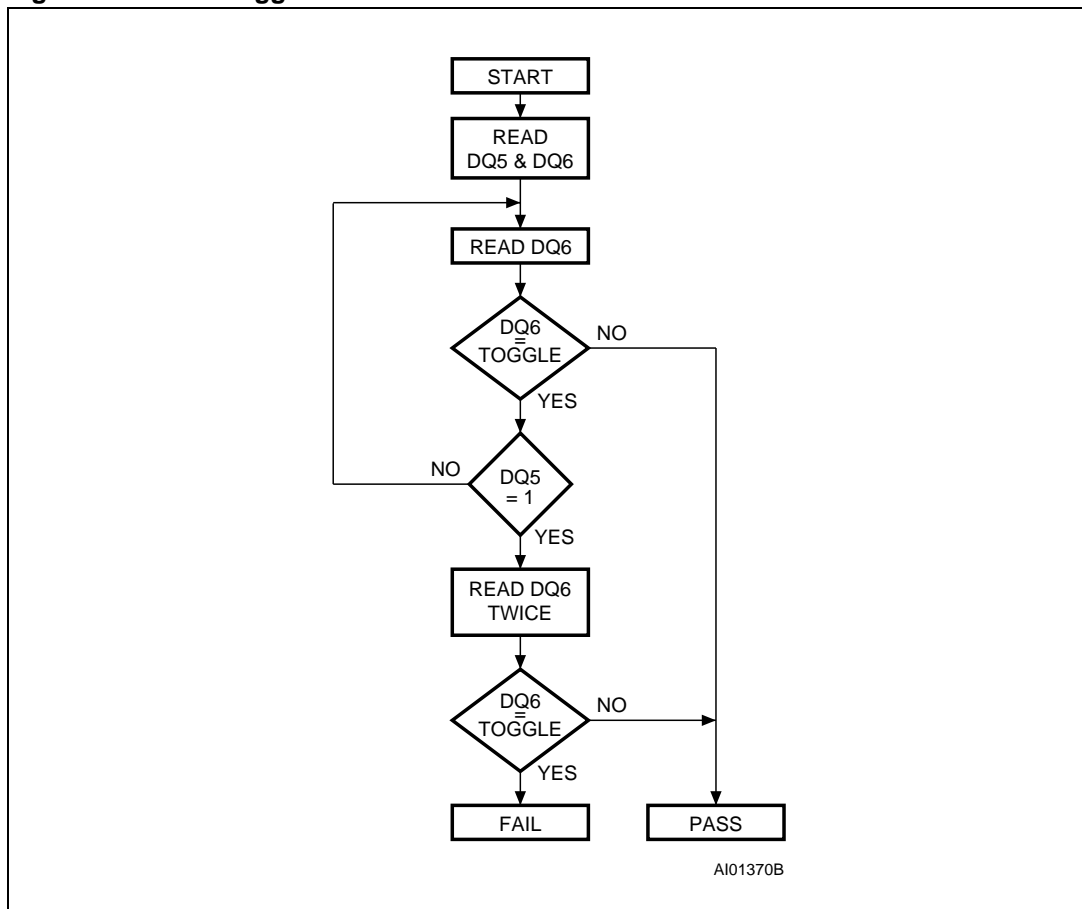 START
READ
DQ5 & DQ6
READ DQ6
DQ6
=
TOGGLE
NO
YES
NO
DQ5
= 1
YES
READ DQ6
TWICE
DQ6
=
TOGGLE
NO
YES
FAIL
PASS
AI01370B